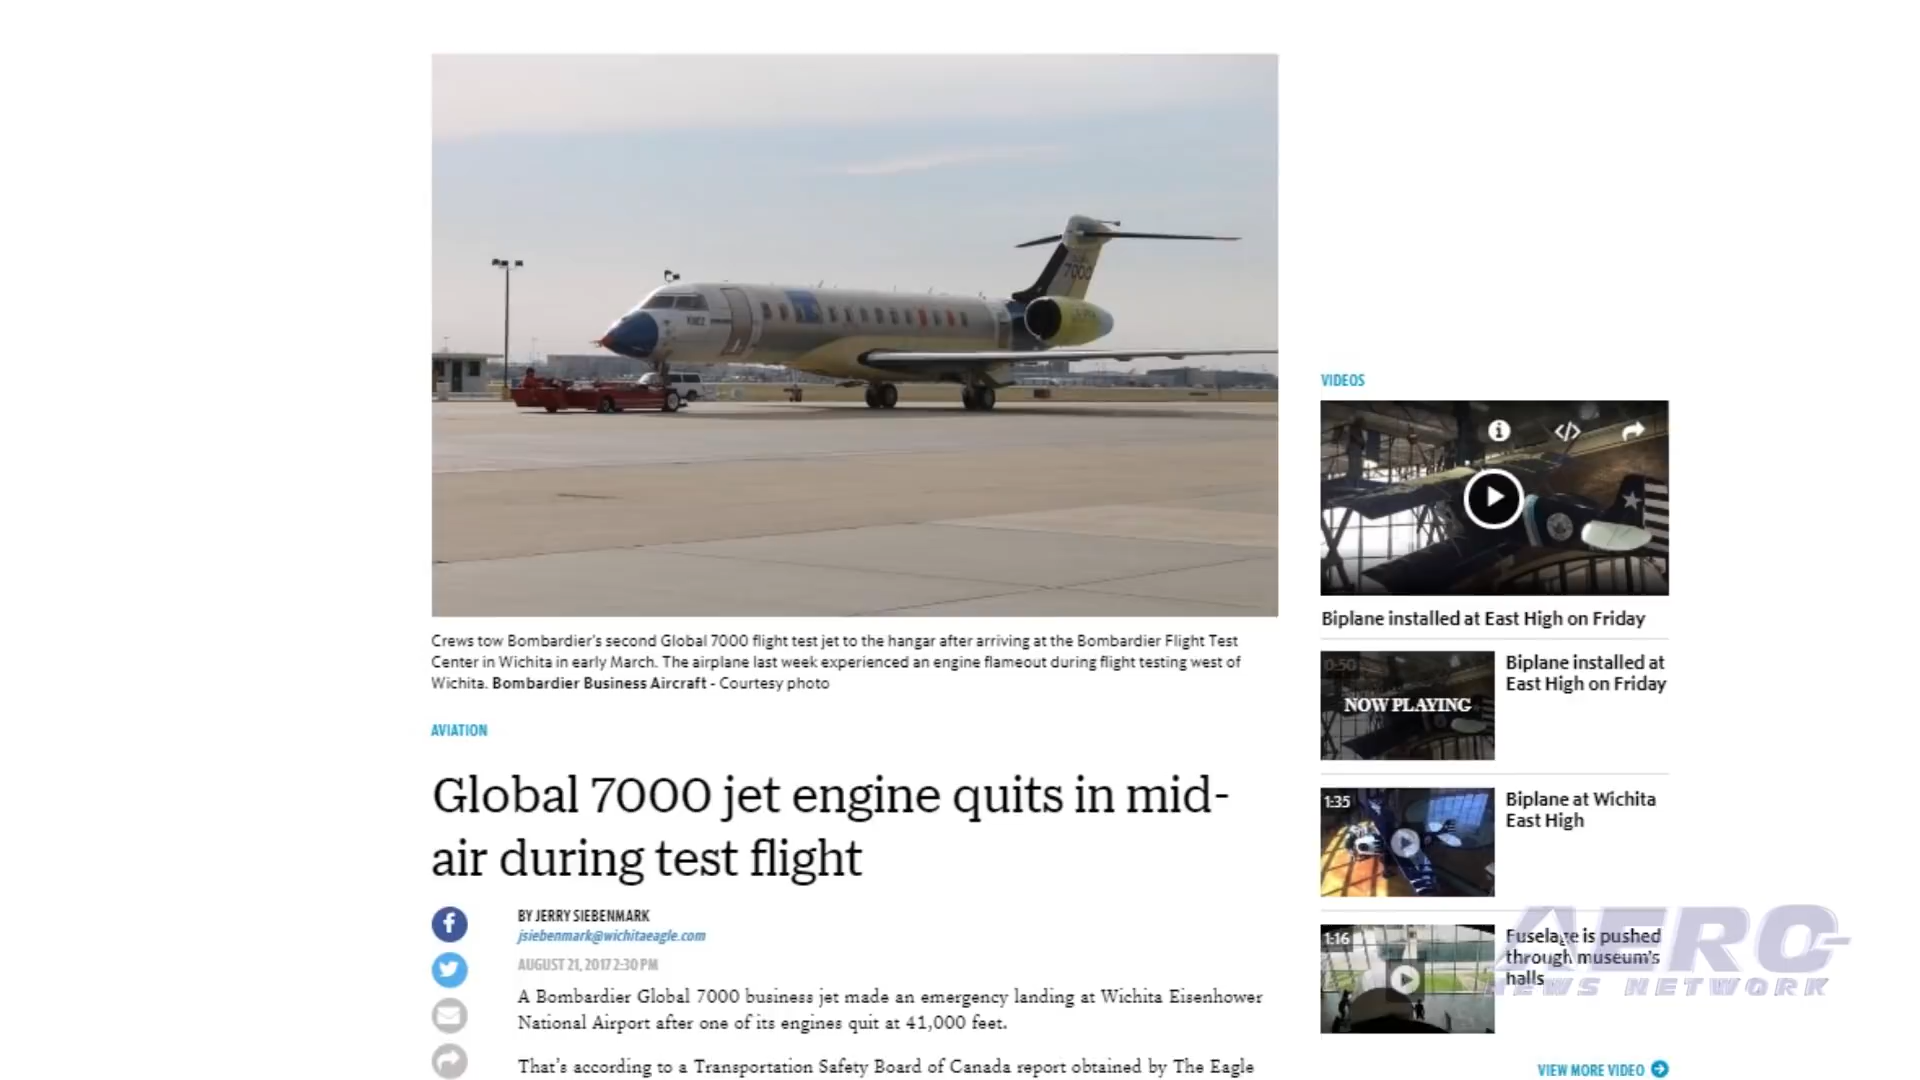 7000
Crews tow Bombardier's second Global 7000 flight test jet to the hangar after arriving at the Bombardier Flight Test
Center in Wichita in early March. The airplane last week experienced an engine flameout during flight testing west of
Wichita. Bombardier Business Aircraft - Courtesy photo
AVIATION
Global 7000 jet engine quits in mid-
air during test flight
BY JERRY SIEBENMARK
jsiebenmark@wichitaeagle.com
AUGUST 21, 2017 2:30 PM
A Bombardier Global 7000 business jet made an emergency landing at Wichita Eisenhower
National Airport after one of its engines quit at 41,000 feet.
That's according to a Transportation Safety Board of Canada report obtained by The Eagle
VIDEOS
Biplane installed at East High on Friday
0:50
NOW PLAYING
Biplane installed at
East High on Friday
1:35
Biplane at Wichita
East High
1:16
Fuselage is pushed
through museum's
halls
VIEW MORE VIDEO
AERO-
NEWS NETWORK